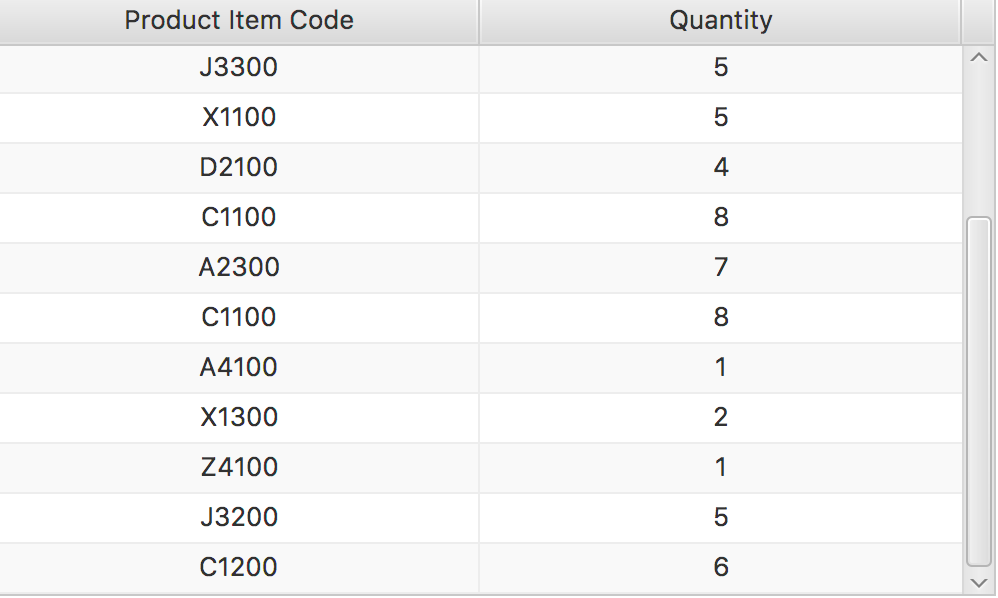 Product Item Code Quantity
J3300 5
X1100 5
D2100 4
C1100 8
A2300 7
C1100 8
A4100 1
X1300 2
Z4100 1
J3200 5
C1200 6